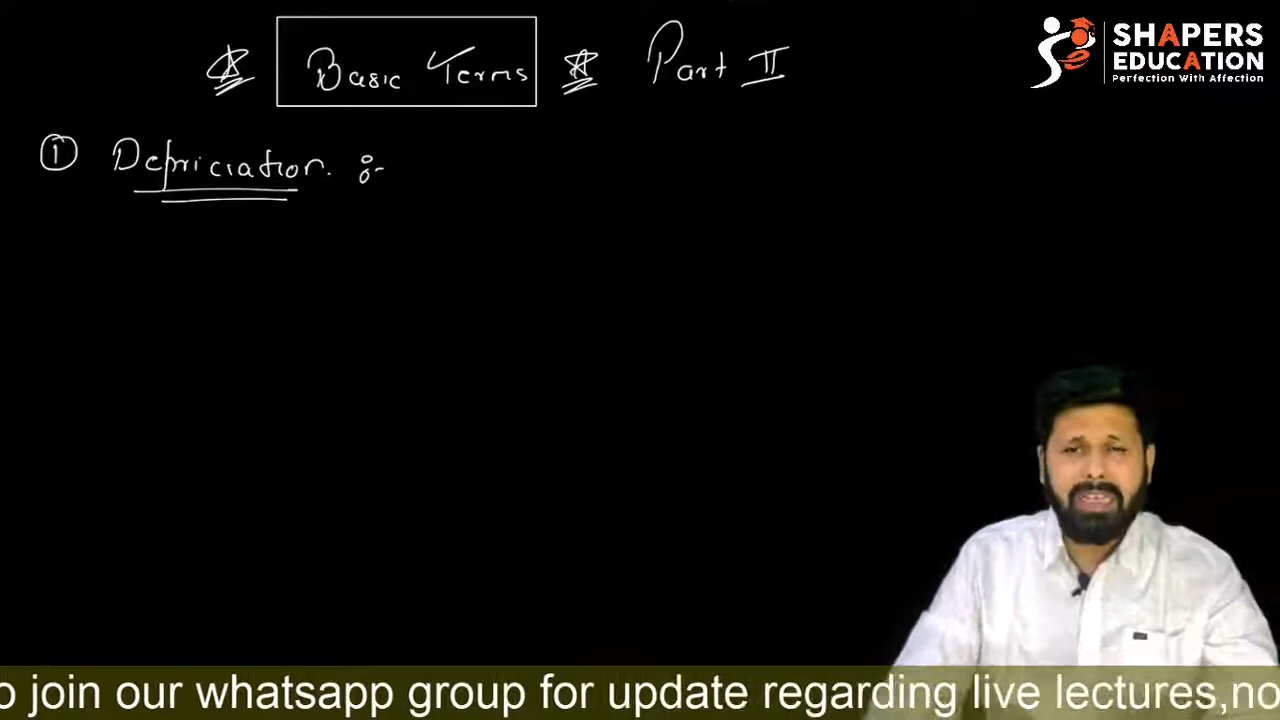 Basic Terms Part II
SHAPERS
EDUCATION
Perfection With Affection
① Depriciation :-
o join our whatsapp group for update regarding live lectures,no